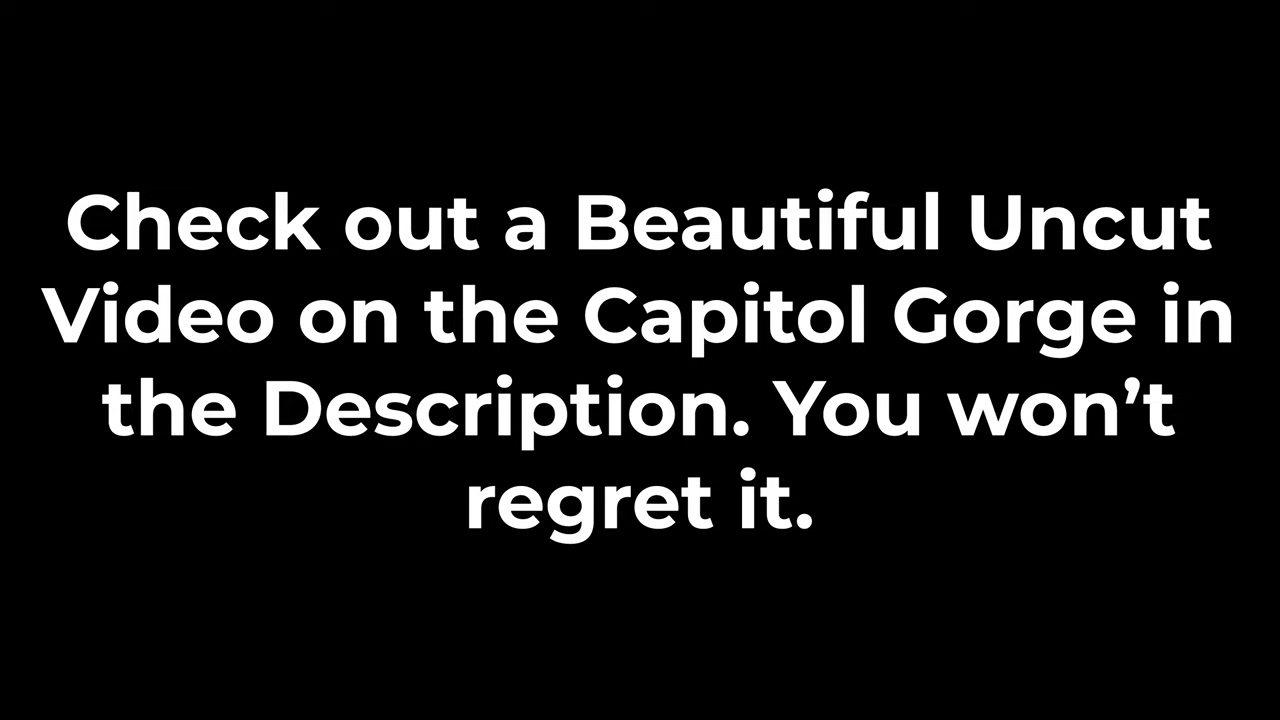 Check out a Beautiful Uncut
Video on the Capitol Gorge in
the Description. You won’t
regret it.